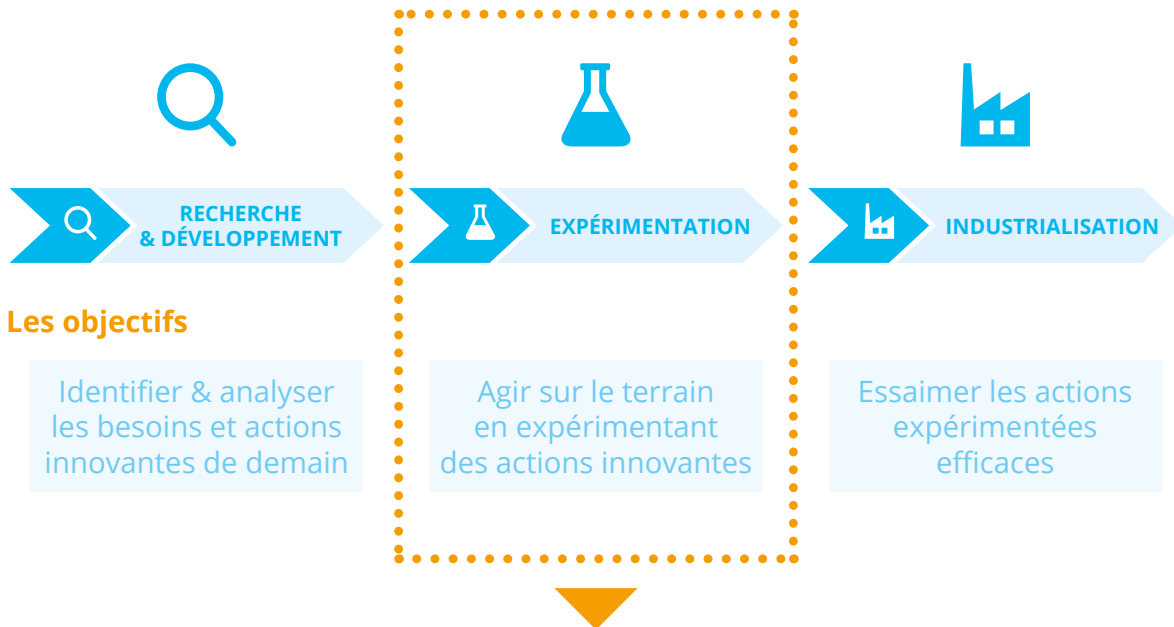 RECHERCHE
& DÉVELOPPEMENT
EXPÉRIMENTATION
INDUSTRIALISATION
Les objectifs
Identifier & analyser
les besoins et actions
innovantes de demain
Agir sur le terrain
en expérimentant
des actions innovantes
Essaimer les actions
expérimentées
efficaces